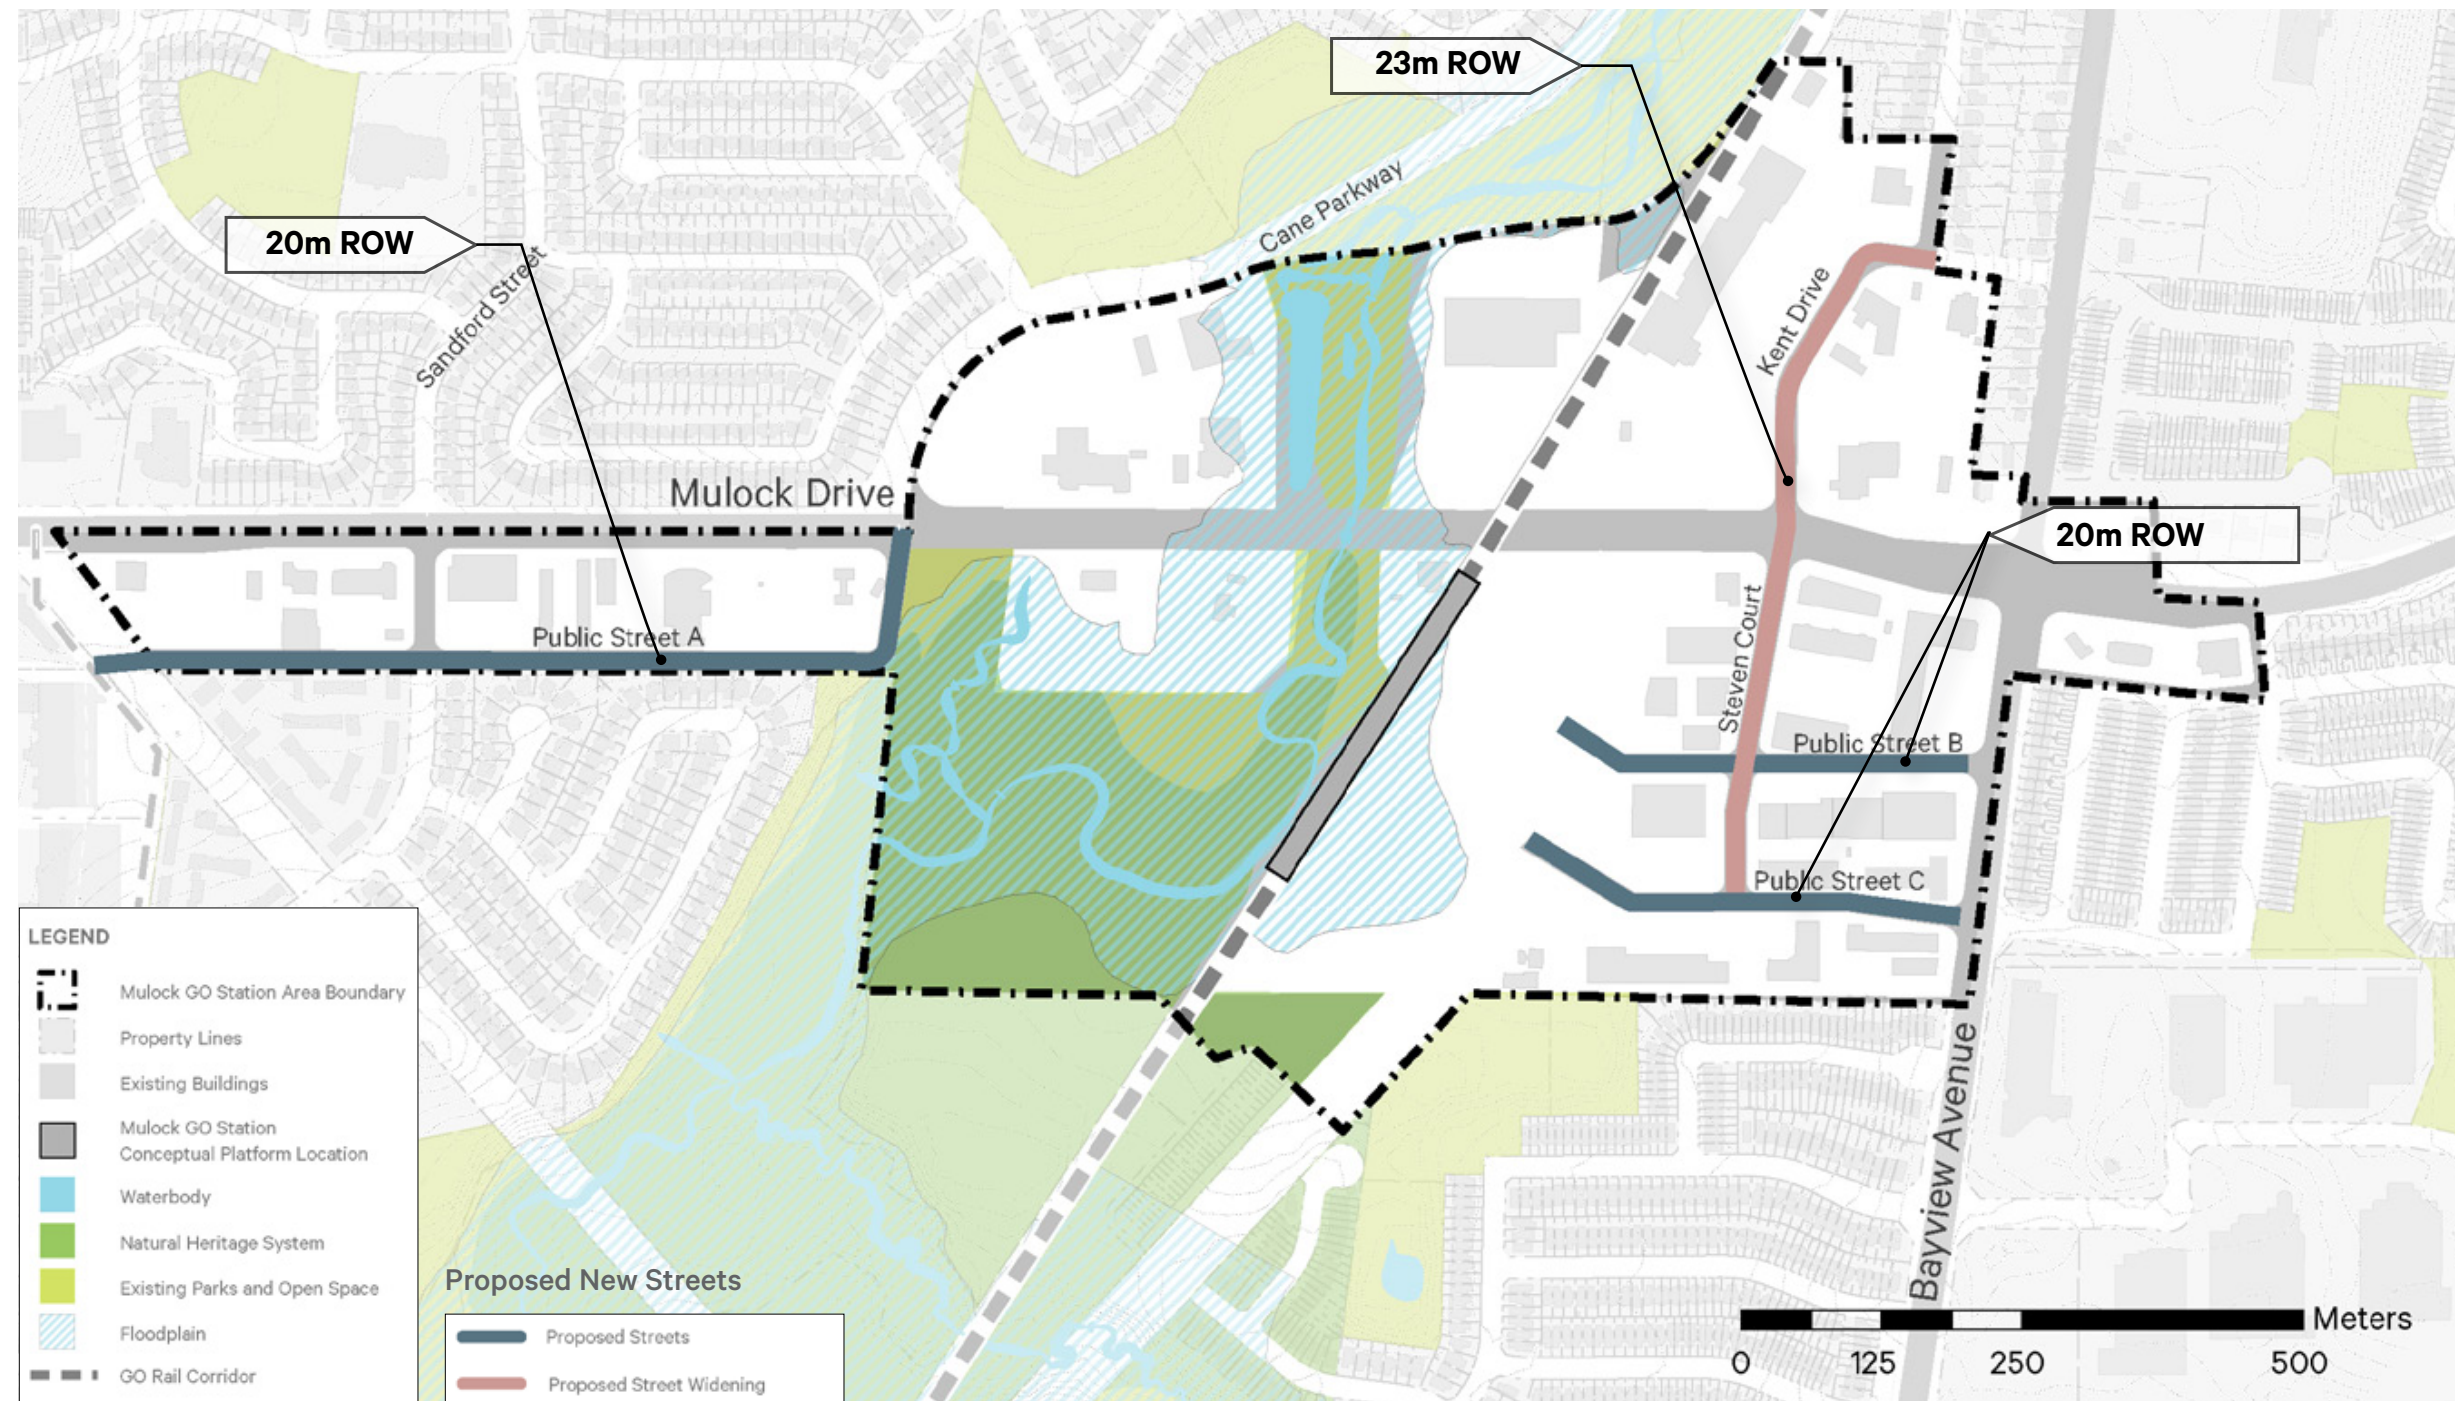 23m ROW
20m ROW
Cane Parkway
Sandford Street
Kent Drive
Mulock Drive
20m ROW
Public Street A
Steven Court
Public Street B
Public Street C
Bayview Avenue
LEGEND
Mulock GO Station Area Boundary
Property Lines
Existing Buildings
Mulock GO Station
Conceptual Platform Location
Waterbody
Natural Heritage System
Existing Parks and Open Space
Floodplain
GO Rail Corridor
Proposed New Streets
Proposed Streets
Proposed Street Widening
Meters
0 125 250 500